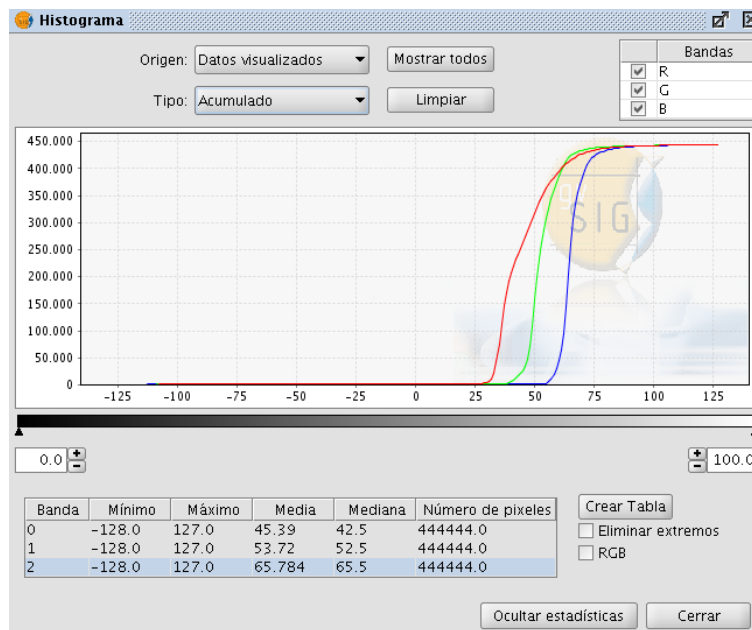 Histograma
Origen: Datos visualizados Mostrar todos
Tipo: Acumulado Limpiar
Bandas
R
G
B
450.000
400.000
350.000
300.000
250.000
200.000
150.000
100.000
50.000
0
-125 -100 -75 -50 -25 0 25 50 75 100 125
SIG
0.0 100.0
Banda Mínimo Máximo Media Mediana Número de pixeles
0 -128.0 127.0 45.39 42.5 444444.0
1 -128.0 127.0 53.72 52.5 444444.0
2 -128.0 127.0 65.784 65.5 444444.0
Crear Tabla
Eliminar extremos
RGB
Ocultar estadísticas Cerrar